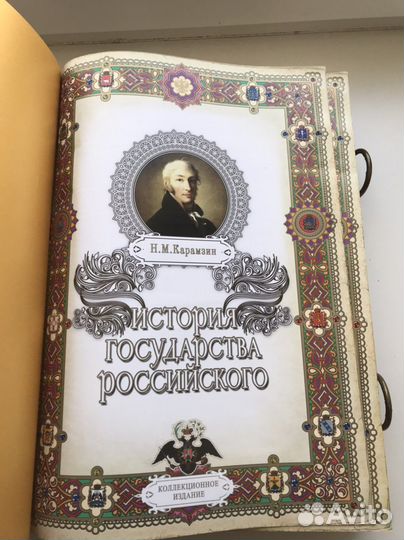 Н.М.Карамзин
ИСТОРИЯ
ГОСУДАРСТВА
РОССИЙСКОГО
КОЛЛЕКЦИОННОЕ
ИЗДАНИЕ
Avito